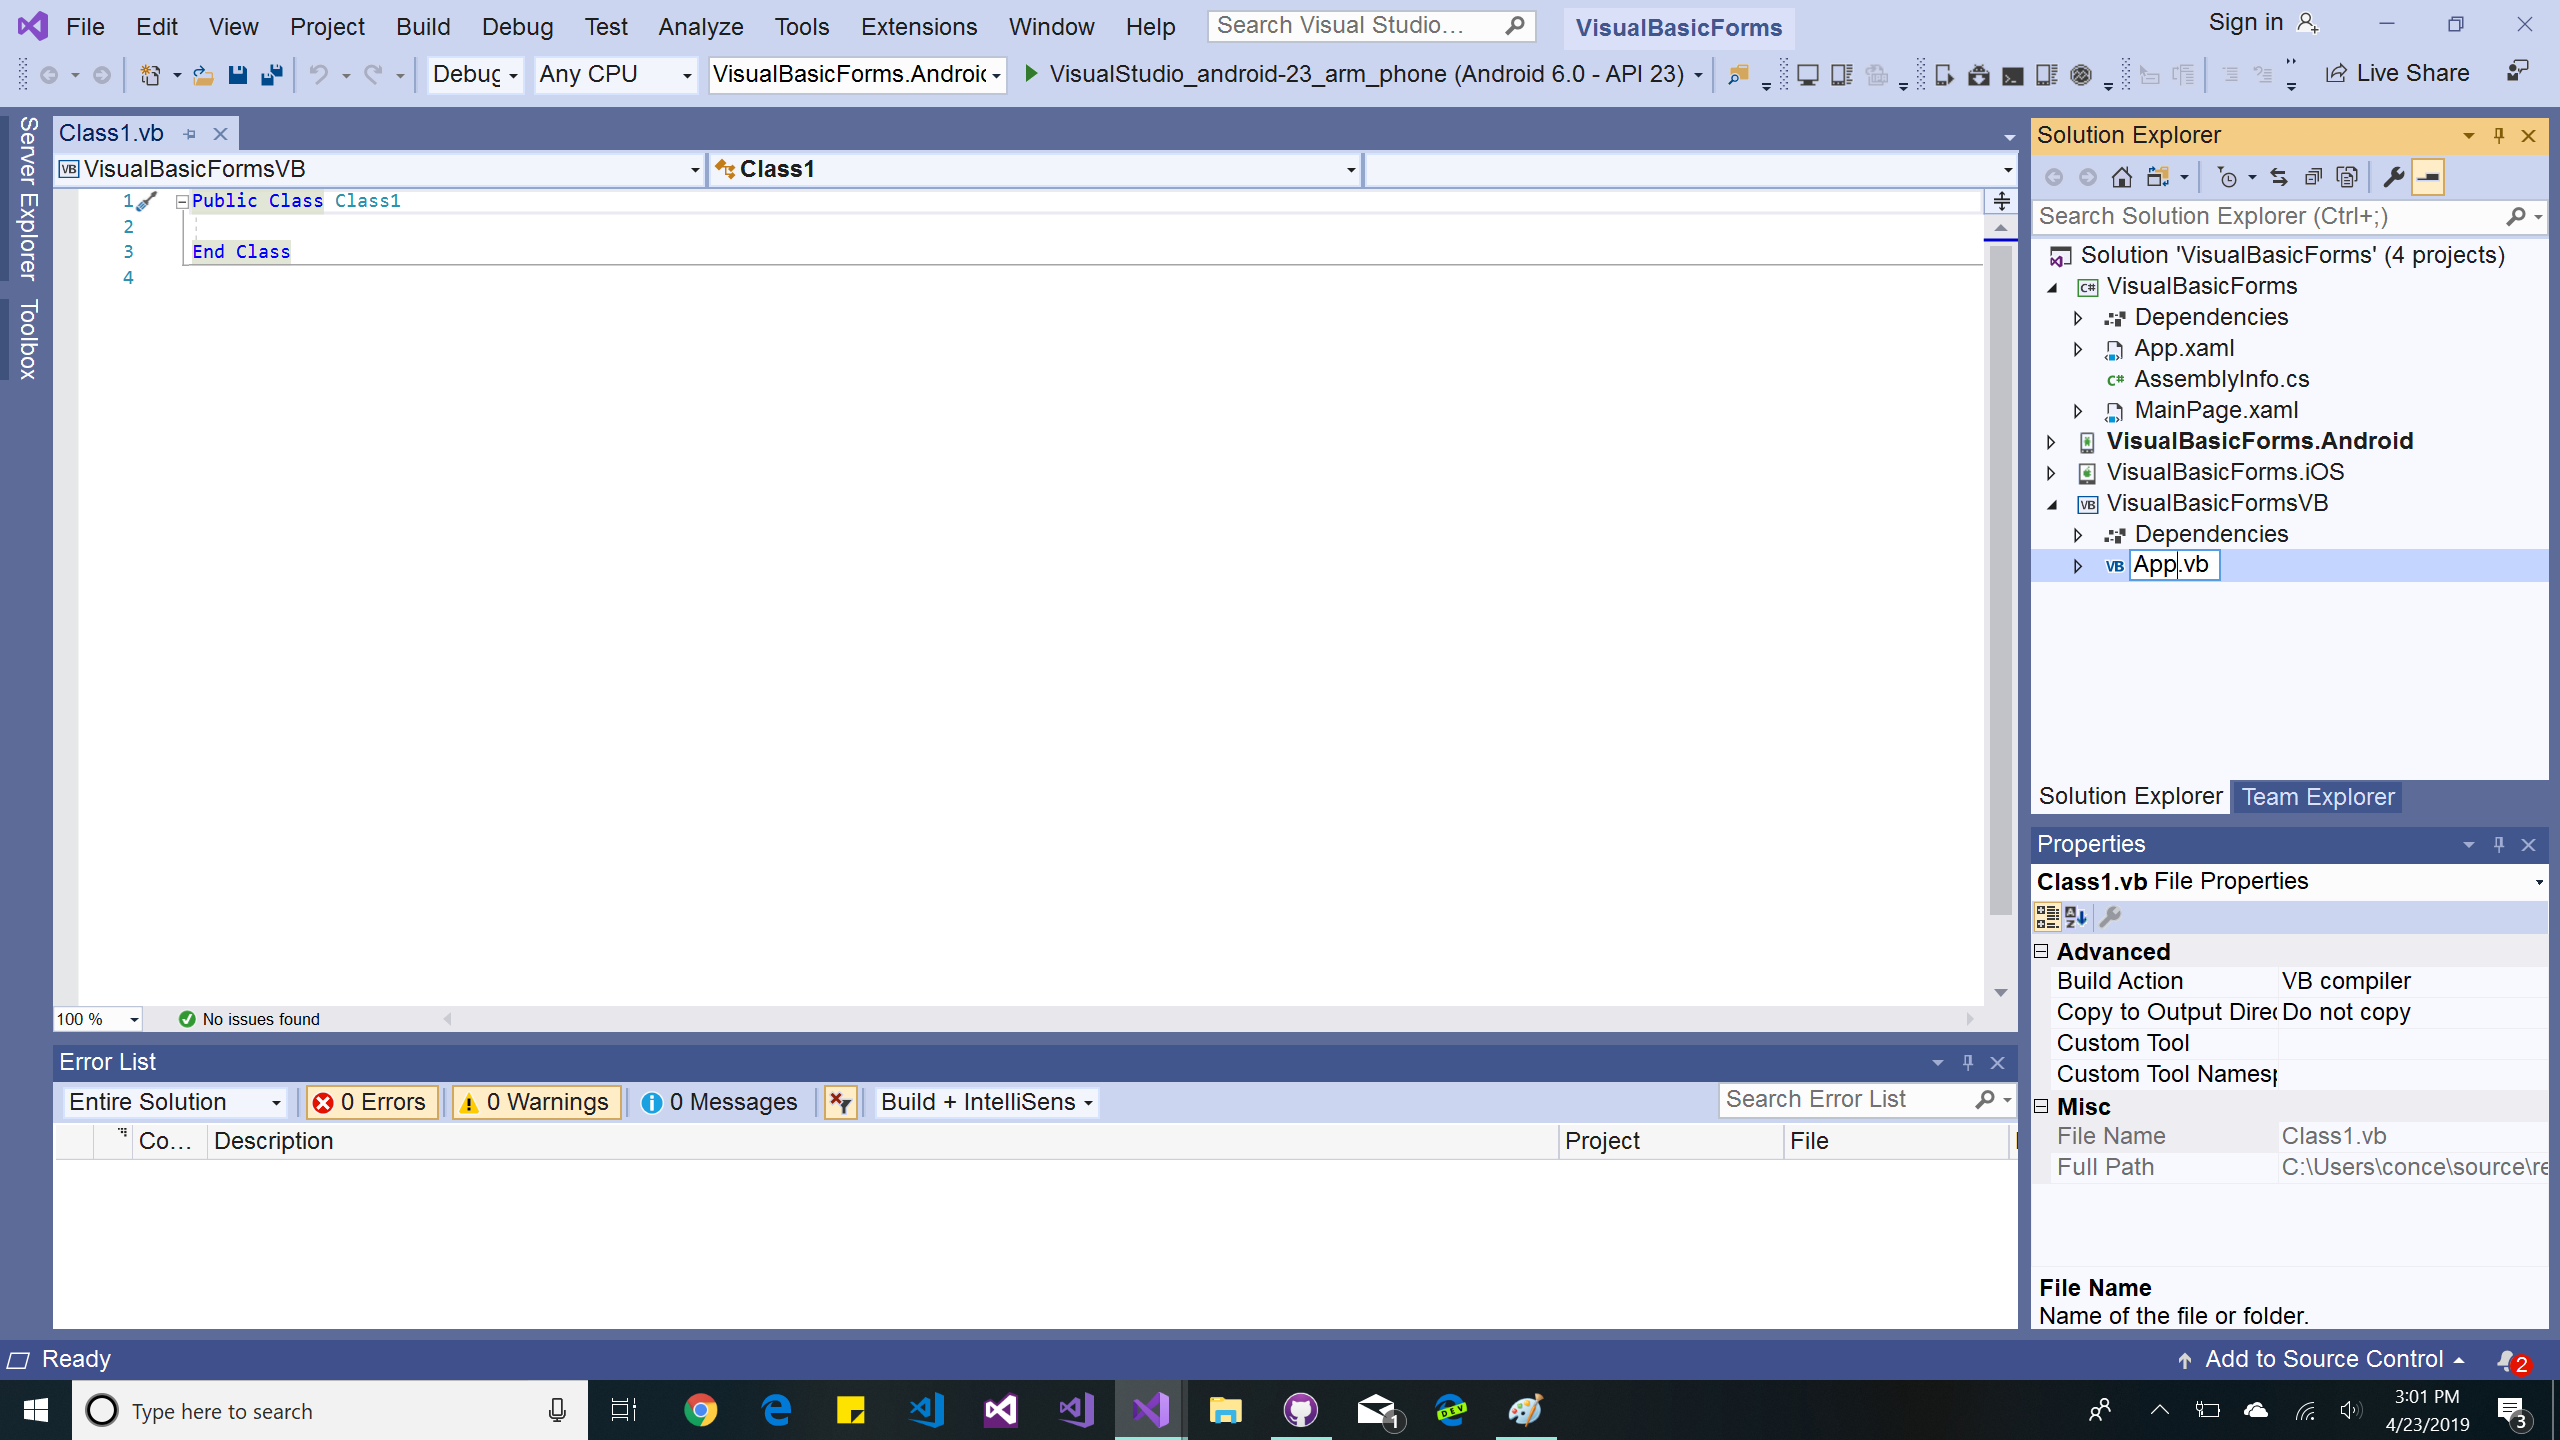 File Edit View Project Build Debug Test Analyze Tools Extensions Window Help Search Visual Studio... VisualBasicForms Sign in
Debug Any CPU VisualBasicForms.Android VisualStudio_android-23_arm_phone (Android 6.0 - API 23) Live Share
Server Explorer
Toolbox
Class1.vb
VisualBasicFormsVB Class1
1 Public Class Class1
2
3 End Class
4
100 % No issues found
Error List
Entire Solution 0 Errors 0 Warnings 0 Messages Build + IntelliSens Search Error List
Co... Description Project File
Solution Explorer
Search Solution Explorer (Ctrl+;)
Solution 'VisualBasicForms' (4 projects)
C# VisualBasicForms
Dependencies
App.xaml
C# AssemblyInfo.cs
MainPage.xaml
VisualBasicForms.Android
VisualBasicForms.iOS
VB VisualBasicFormsVB
Dependencies
VB App.vb
Solution Explorer Team Explorer
Properties
Class1.vb File Properties
Advanced
Build Action VB compiler
Copy to Output Direc Do not copy
Custom Tool
Custom Tool Namesp
Misc
File Name Class1.vb
Full Path C:\Users\conce\source\re
File Name
Name of the file or folder.
Ready Add to Source Control 2
Type here to search DEV 1 3:01 PM
4/23/2019 3